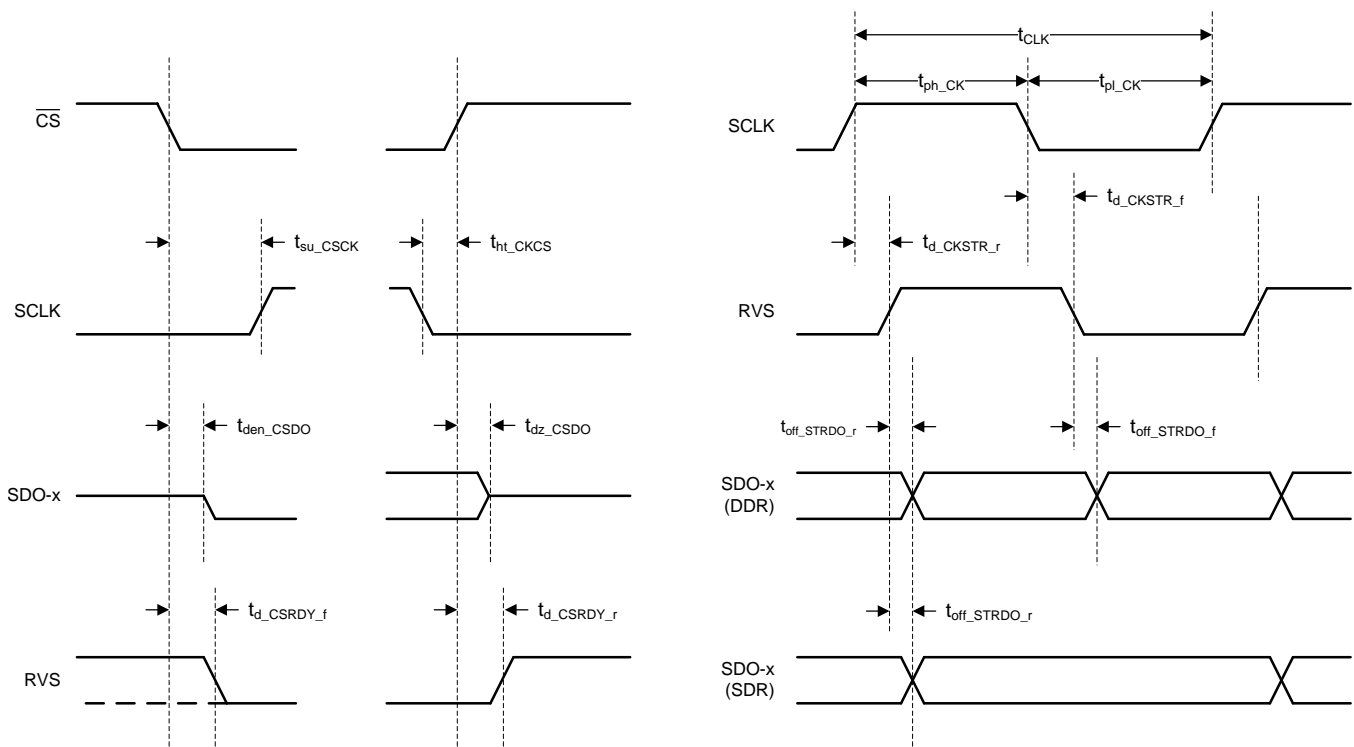 CS
t_su_CSCK
t_ht_CKCS
SCLK
t_den_CSDO
t_dz_CSDO
SDO-x
t_d_CSRDY_f
t_d_CSRDY_r
RVS
t_CLK
t_ph_CK
t_pl_CK
SCLK
t_d_CKSTR_f
t_d_CKSTR_r
RVS
t_off_STRDO_r
t_off_STRDO_f
SDO-x
(DDR)
t_off_STRDO_r
SDO-x
(SDR)